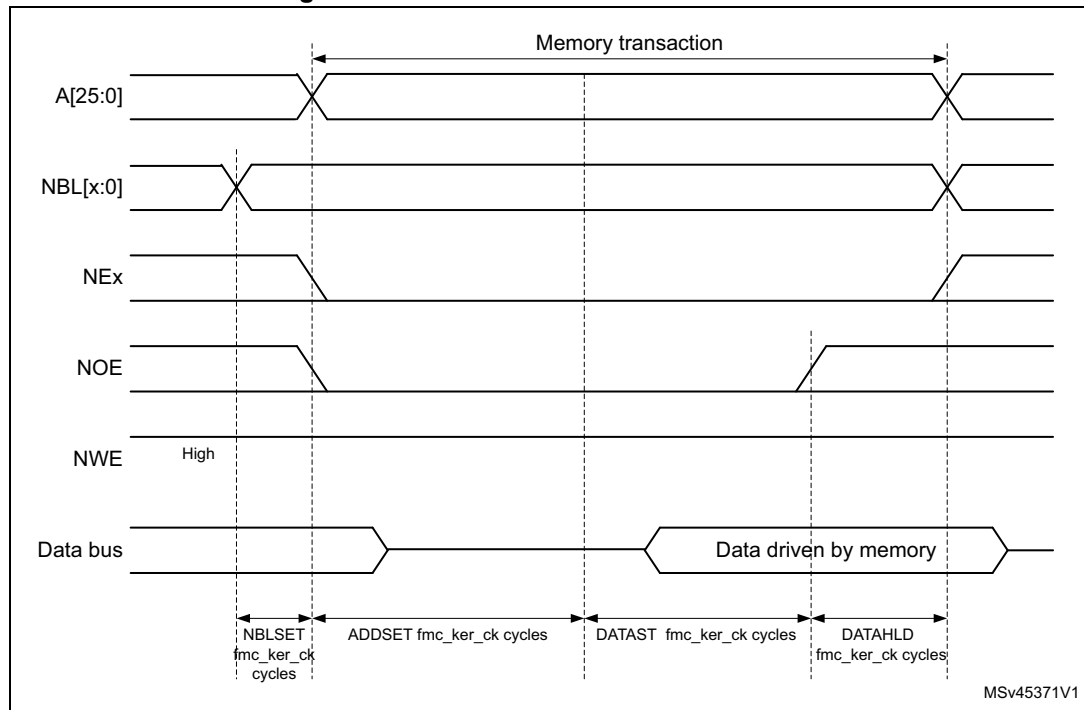 g
Memory transaction
A[25:0]
NBL[x:0]
NEx
NOE
NWE
High
Data bus
Data driven by memory
NBLSET
fmc_ker_ck
cycles
ADDSET fmc_ker_ck cycles
DATAST fmc_ker_ck cycles
DATAHLD
fmc_ker_ck cycles
MSv45371V1